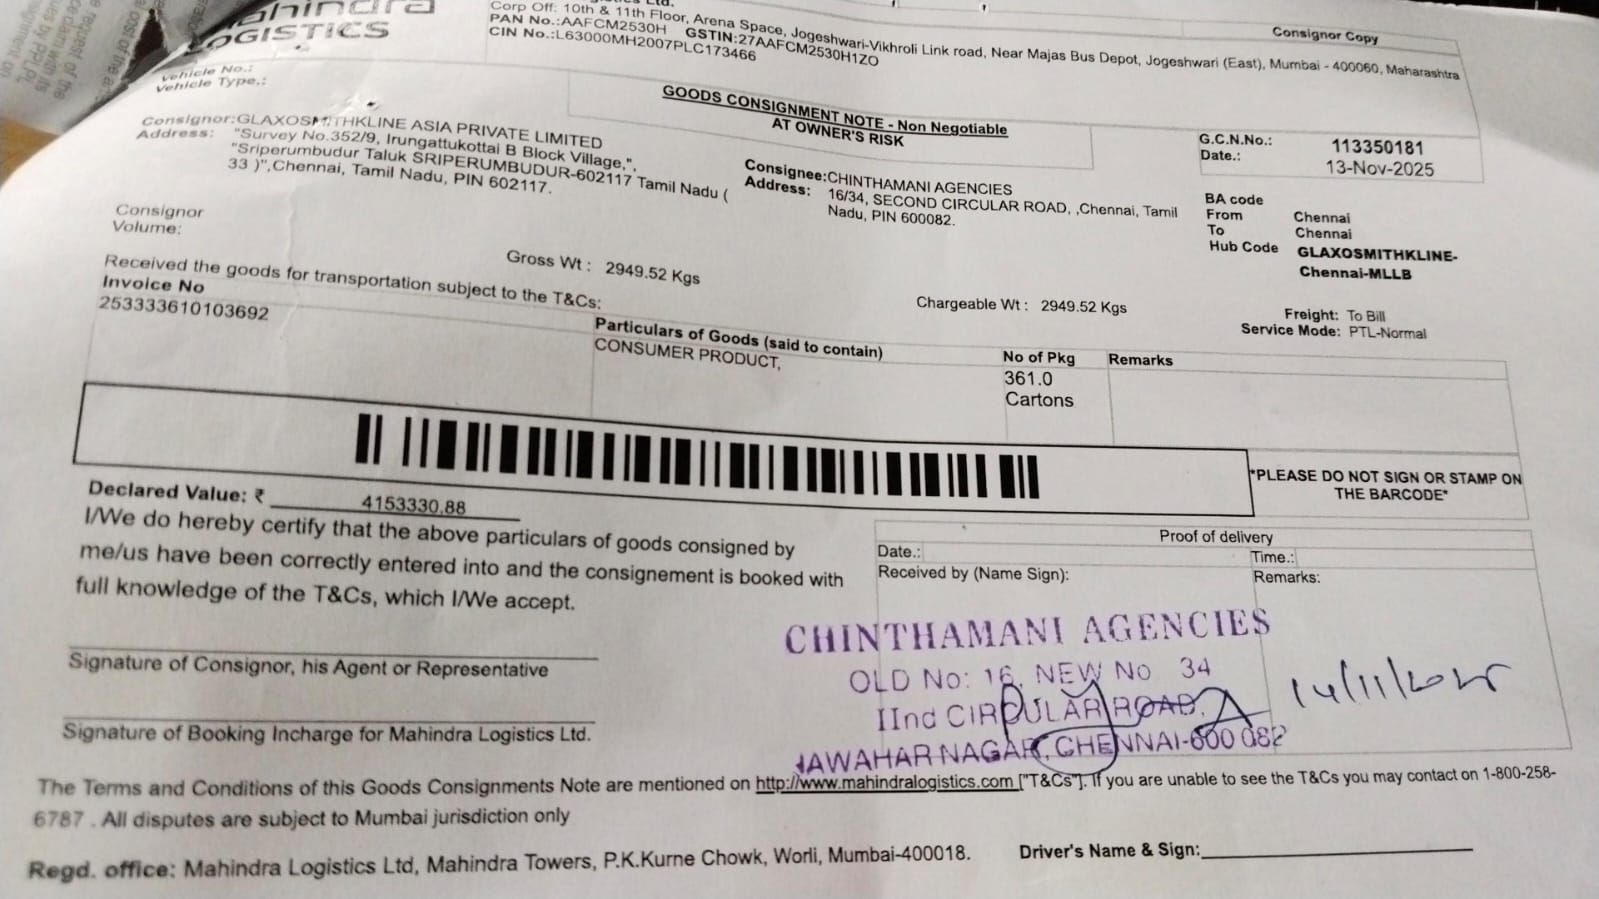 Mahindra
LOGISTICS
Corp Off: 10th & 11th Floor, Arena Space, Jogeshwari-Vikhroli Link road, Near Majas Bus Depot, Jogeshwari (East), Mumbai - 400060, Maharashtra
PAN No.:AAFCM2530H GSTIN:27AAFCM2530H1ZO
CIN No.:L63000MH2007PLC173466
Consignor Copy
Vehicle No.:
Vehicle Type.:
GOODS CONSIGNMENT NOTE - Non Negotiable
AT OWNER'S RISK
G.C.N.No.: 113350181
Date.: 13-Nov-2025
Consignor:GLAXOSMITHKLINE ASIA PRIVATE LIMITED
Address: "Survey No.352/9, Irungattukottai B Block Village,",
"Sriperumbudur Taluk SRIPERUMBUDUR-602117 Tamil Nadu (
33 )",Chennai, Tamil Nadu, PIN 602117.
Consignee:CHINTHAMANI AGENCIES
Address: 16/34, SECOND CIRCULAR ROAD, ,Chennai, Tamil
Nadu, PIN 600082.
BA code
From Chennai
To Chennai
Hub Code GLAXOSMITHKLINE-
Chennai-MLLB
Consignor
Volume:
Gross Wt : 2949.52 Kgs
Chargeable Wt : 2949.52 Kgs
Freight: To Bill
Service Mode: PTL-Normal
Received the goods for transportation subject to the T&Cs:
Invoice No
253333610103692
Particulars of Goods (said to contain)
CONSUMER PRODUCT,
No of Pkg
361.0
Cartons
Remarks
*PLEASE DO NOT SIGN OR STAMP ON
THE BARCODE*
Declared Value: ₹ 4153330.88
I/We do hereby certify that the above particulars of goods consigned by
me/us have been correctly entered into and the consignement is booked with
full knowledge of the T&Cs, which I/We accept.
Proof of delivery
Date.:
Time.:
Received by (Name Sign):
Remarks:
CHINTHAMANI AGENCIES
OLD No: 16, NEW No 34
IInd CIRCULAR ROAD,
JAWAHAR NAGAR, CHENNAI-600 082
14/11/2025
Signature of Consignor, his Agent or Representative
Signature of Booking Incharge for Mahindra Logistics Ltd.
The Terms and Conditions of this Goods Consignments Note are mentioned on http://www.mahindralogistics.com ["T&Cs"]. If you are unable to see the T&Cs you may contact on 1-800-258-
6787 . All disputes are subject to Mumbai jurisdiction only
Regd. office: Mahindra Logistics Ltd, Mahindra Towers, P.K.Kurne Chowk, Worli, Mumbai-400018.
Driver's Name & Sign: